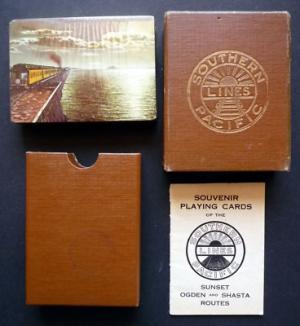 SOUTHERN
LINES
PACIFIC
SOUVENIR
PLAYING CARDS
OF THE
SOUTHERN
LINES
PACIFIC
SUNSET
OGDEN AND SHASTA
ROUTES